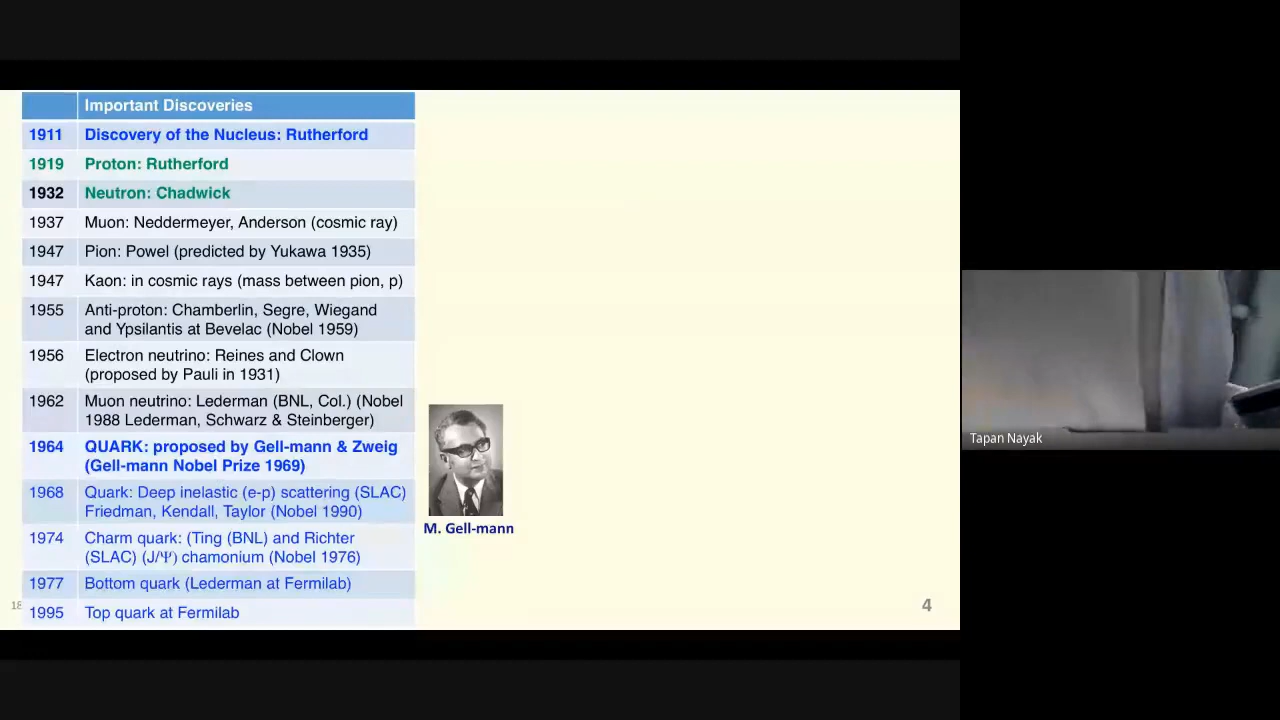 Important Discoveries
1911 Discovery of the Nucleus: Rutherford
1919 Proton: Rutherford
1932 Neutron: Chadwick
1937 Muon: Neddermeyer, Anderson (cosmic ray)
1947 Pion: Powel (predicted by Yukawa 1935)
1947 Kaon: in cosmic rays (mass between pion, p)
1955 Anti-proton: Chamberlin, Segre, Wiegand
and Ypsilantis at Bevelac (Nobel 1959)
1956 Electron neutrino: Reines and Clown
(proposed by Pauli in 1931)
1962 Muon neutrino: Lederman (BNL, Col.) (Nobel
1988 Lederman, Schwarz & Steinberger)
1964 QUARK: proposed by Gell-mann & Zweig
(Gell-mann Nobel Prize 1969)
1968 Quark: Deep inelastic (e-p) scattering (SLAC)
Friedman, Kendall, Taylor (Nobel 1990)
1974 Charm quark: (Ting (BNL) and Richter
(SLAC) (J/Ψ) chamonium (Nobel 1976)
1977 Bottom quark (Lederman at Fermilab)
1995 Top quark at Fermilab
M. Gell-mann
18
4
Tapan Nayak